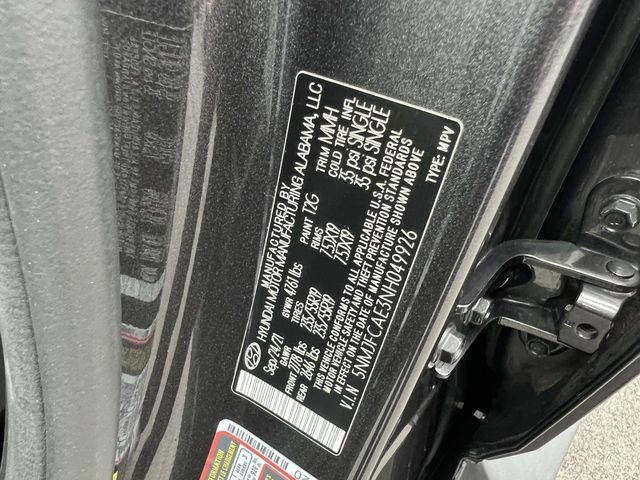 MANUFACTURED BY
HYUNDAI MOTOR MANUFACTURING ALABAMA, LLC
Sep/24/21 GVWR 4761 lbs PAINT T2G TRIM MMH
GAWR TIRES RIMS COLD TIRE INFL
FRONT 2778 lbs 235/55R19 7.5JX19 35 psi SINGLE
REAR 2646 lbs 235/55R19 7.5JX19 35 psi SINGLE
THIS VEHICLE CONFORMS TO ALL APPLICABLE U.S.A. FEDERAL
MOTOR VEHICLE SAFETY AND THEFT PREVENTION STANDARDS
IN EFFECT ON THE DATE OF MANUFACTURE SHOWN ABOVE
V.I.N 5NMJFCAE3NH049926 TYPE: MPV